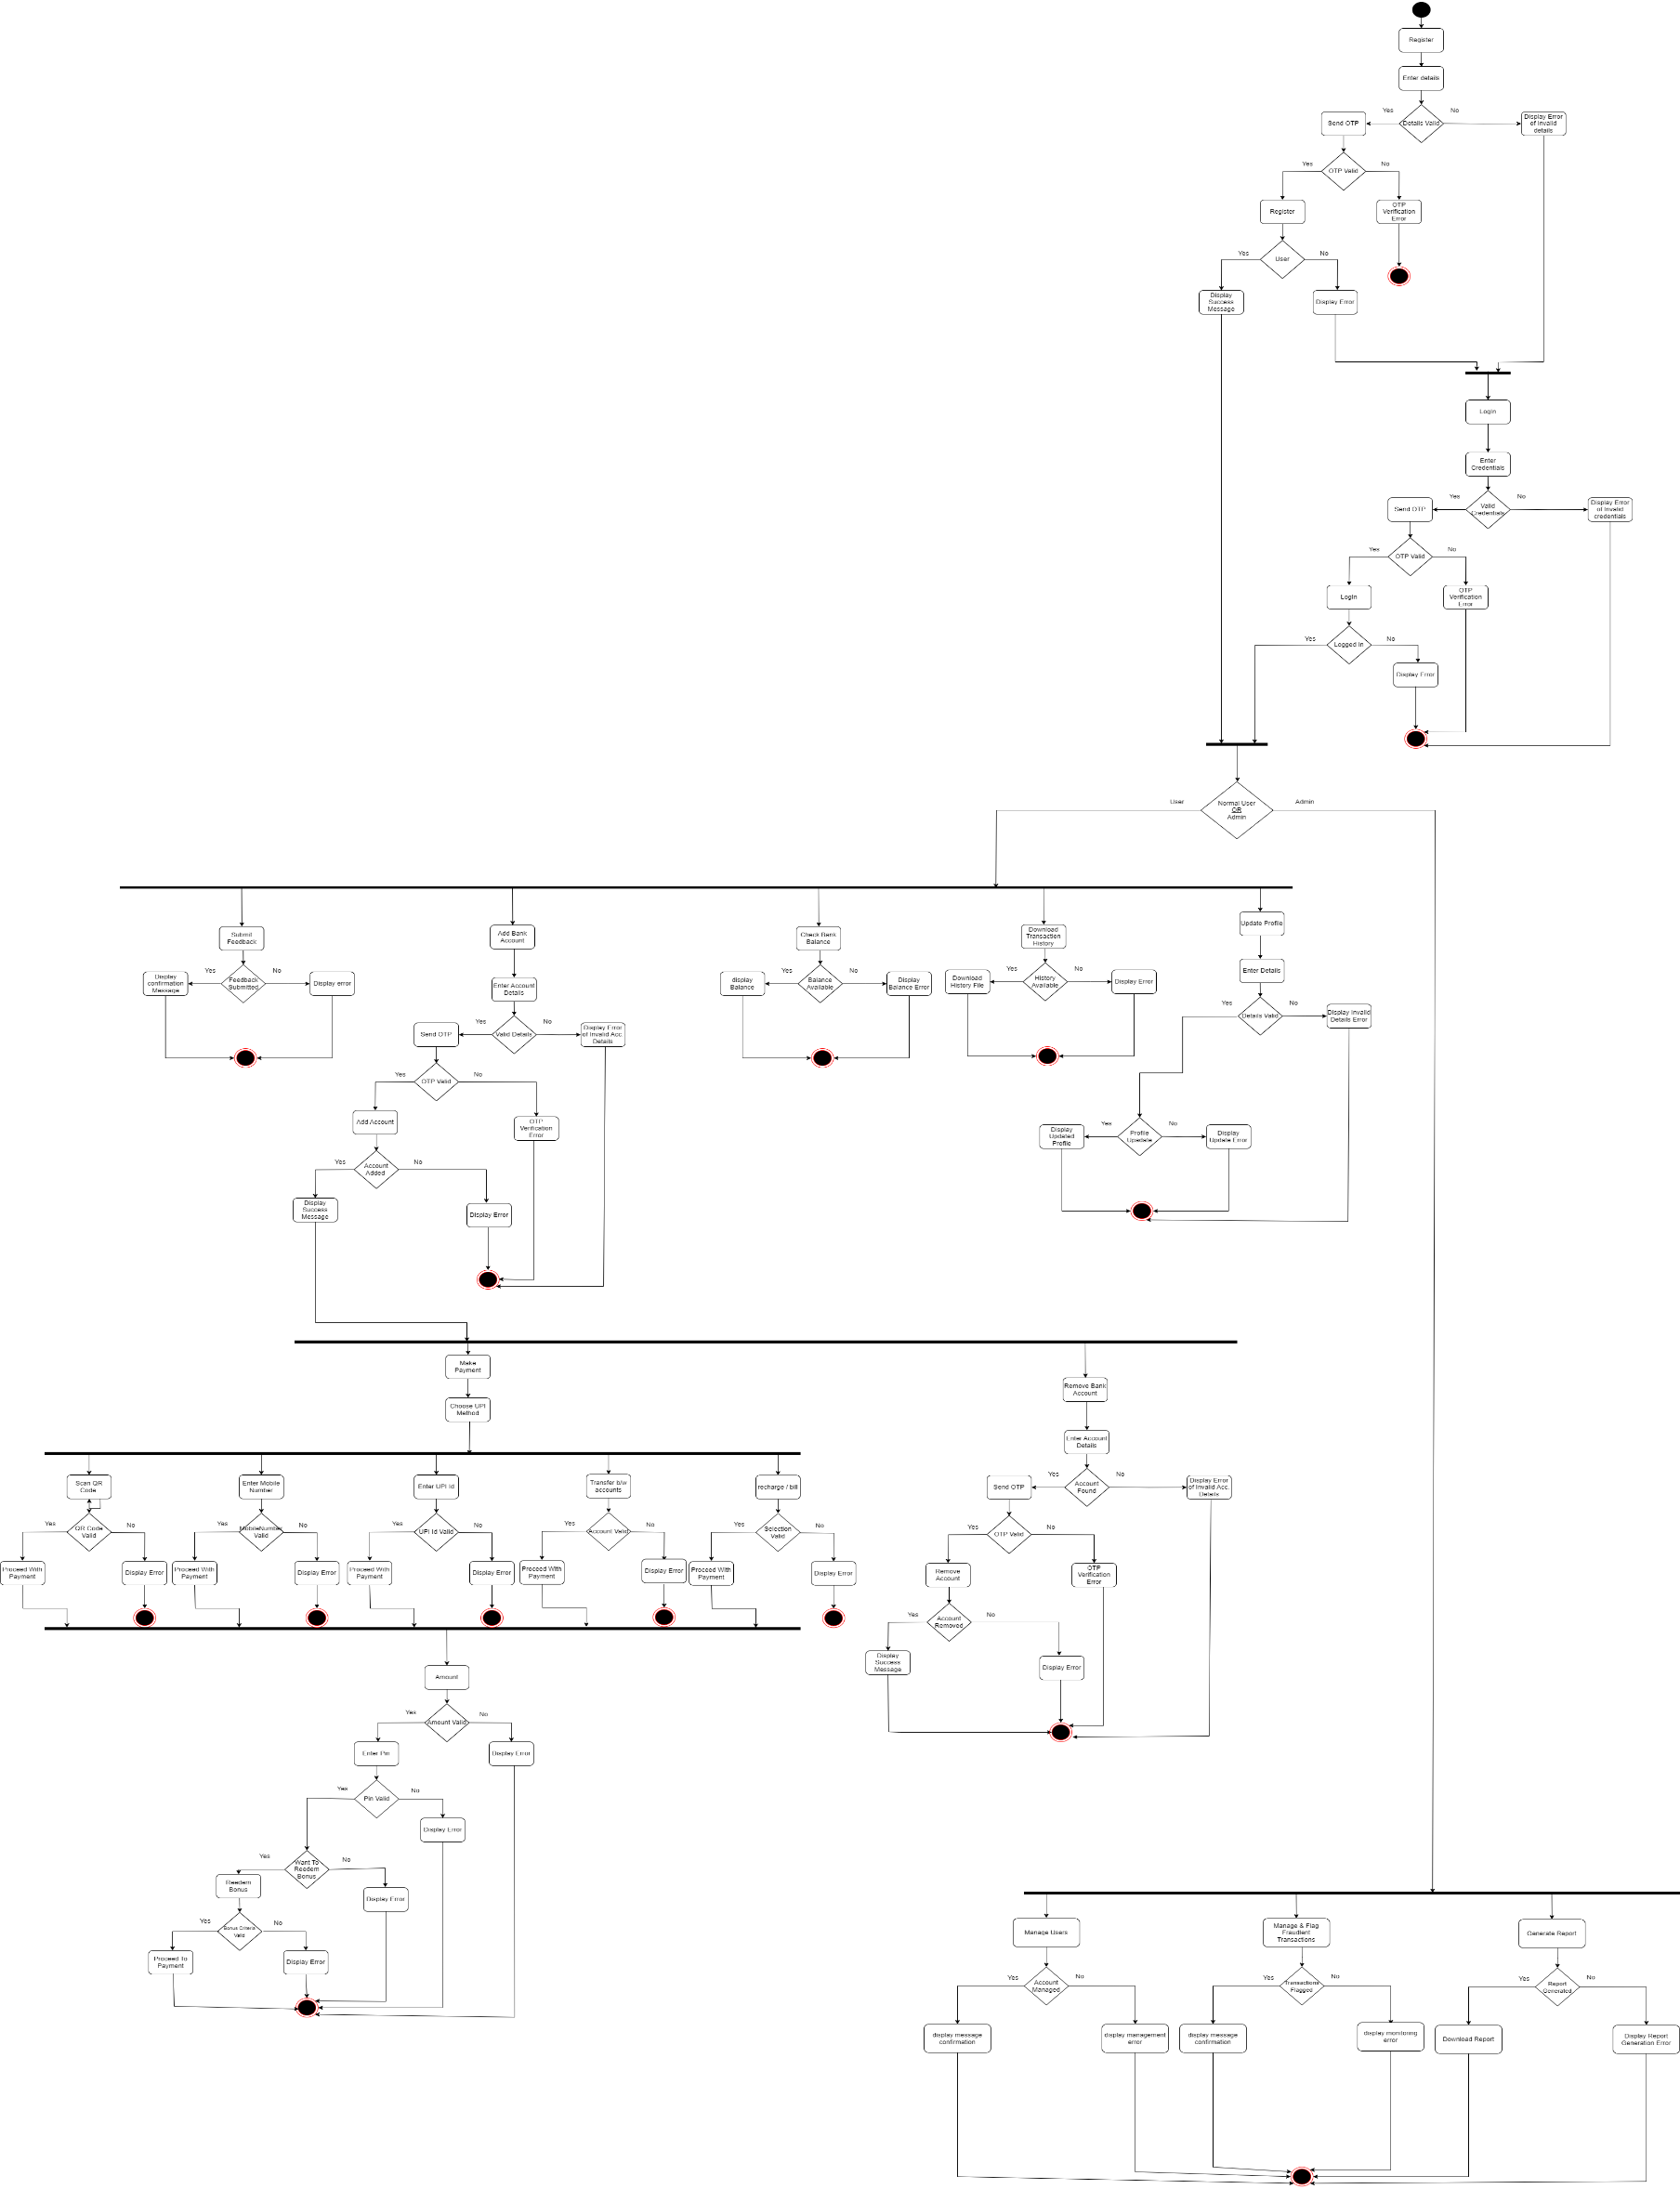 Register
Enter details
Yes
No
Send OTP
Details Valid
Display Error
of Invalid
details
Yes
No
OTP Valid
Register
OTP
Verification
Error
Yes
No
User
Display
Success
Message
Display Error
LogIn
Enter
Credentials
Yes
No
Send OTP
Valid
Credentials
Display Error
of Invalid
credentials
Yes
No
OTP Valid
LogIn
OTP
Verification
Error
Yes
No
Logged In
Display Error
User
Normal User
OR
Admin
Admin
Submit
Feedback
Yes
No
Display
confirmation
Message
Feedback
Submitted
Display error
Add Bank
Account
Enter Account
Details
Yes
No
Send OTP
Valid Details
Display Error
of Invalid Acc.
Details
Yes
No
OTP Valid
Add Account
OTP
Verification
Error
Yes
No
Account
Added
Display
Success
Message
Display Error
Check Bank
Balance
Yes
No
display
Balance
Balance
Available
Display
Balance Error
Download
Transaction
History
Yes
No
Download
History File
History
Available
Display Error
Update Profile
Enter Details
Yes
No
Details Valid
Display Invalid
Details Error
Yes
No
Display
Updated
Profile
Profile
Upadate
Display
Update Error
Make
Payment
Choose UPI
Method
Scan QR
Code
Yes
No
QR Code
Valid
Proceed With
Payment
Display Error
Enter Mobile
Number
Yes
No
MobileNumber
Valid
Proceed With
Payment
Display Error
Enter UPI Id
Yes
No
UPI Id Valid
Proceed With
Payment
Display Error
Transfer b/w
accounts
Yes
No
Account Valid
Proceed With
Payment
Display Error
recharge / bill
Yes
No
Selection
Valid
Proceed With
Payment
Display Error
Remove Bank
Account
Enter Account
Details
Yes
No
Send OTP
Account
Found
Display Error
of Invalid Acc.
Details
Yes
No
OTP Valid
Remove
Account
OTP
Verification
Error
Yes
No
Account
Removed
Display
Success
Message
Display Error
Amount
Yes
No
Amount Valid
Enter Pin
Display Error
Yes
No
Pin Valid
Display Error
Yes
No
Want To
Reedem
Bonus
Reedem
Bonus
Display Error
Yes
No
Bonus Criteria
Valid
Proceed To
Payment
Display Error
Manage Users
Yes
No
Account
Managed
display message
confirmation
display management
error
Manage & Flag
Fraudlent
Transactions
Yes
No
Transactions
Flagged
display message
confirmation
display monitoring
error
Generate Report
Yes
No
Report
Generated
Download Report
Display Report
Generation Error